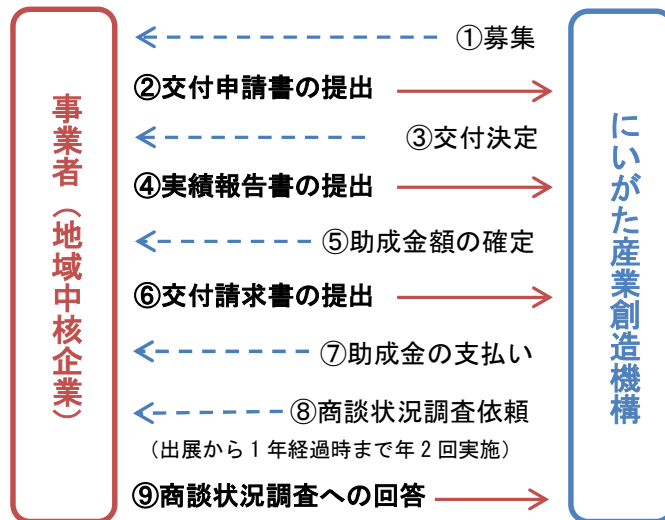 事業者（地域中核企業）
①募集
②交付申請書の提出
③交付決定
④実績報告書の提出
⑤助成金額の確定
⑥交付請求書の提出
⑦助成金の支払い
⑧商談状況調査依頼
（出展から１年経過時まで年２回実施）
⑨商談状況調査への回答
にいがた産業創造機構